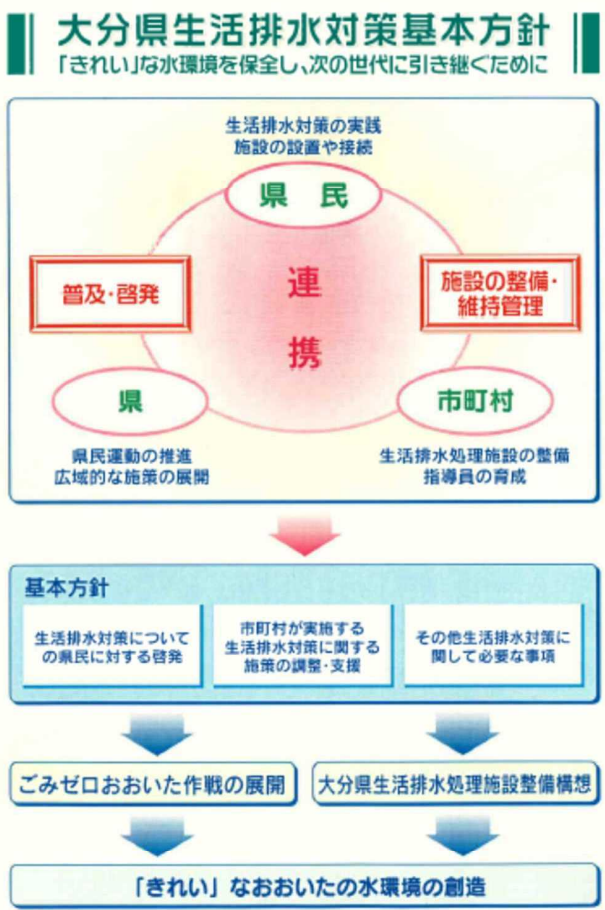 大分県生活排水対策基本方針
「きれい」な水環境を保全し、次の世代に引き継ぐために
生活排水対策の実践
施設の設置や接続
県 民
連
携
普及・啓発
施設の整備・
維持管理
県
市町村
県民運動の推進
広域的な施策の展開
生活排水処理施設の整備
指導員の育成
基本方針
生活排水対策について
の県民に対する啓発
市町村が実施する
生活排水対策に関する
施策の調整・支援
その他生活排水対策に
関して必要な事項
ごみゼロおおいた作戦の展開
大分県生活排水処理施設整備構想
「きれい」なおおいたの水環境の創造